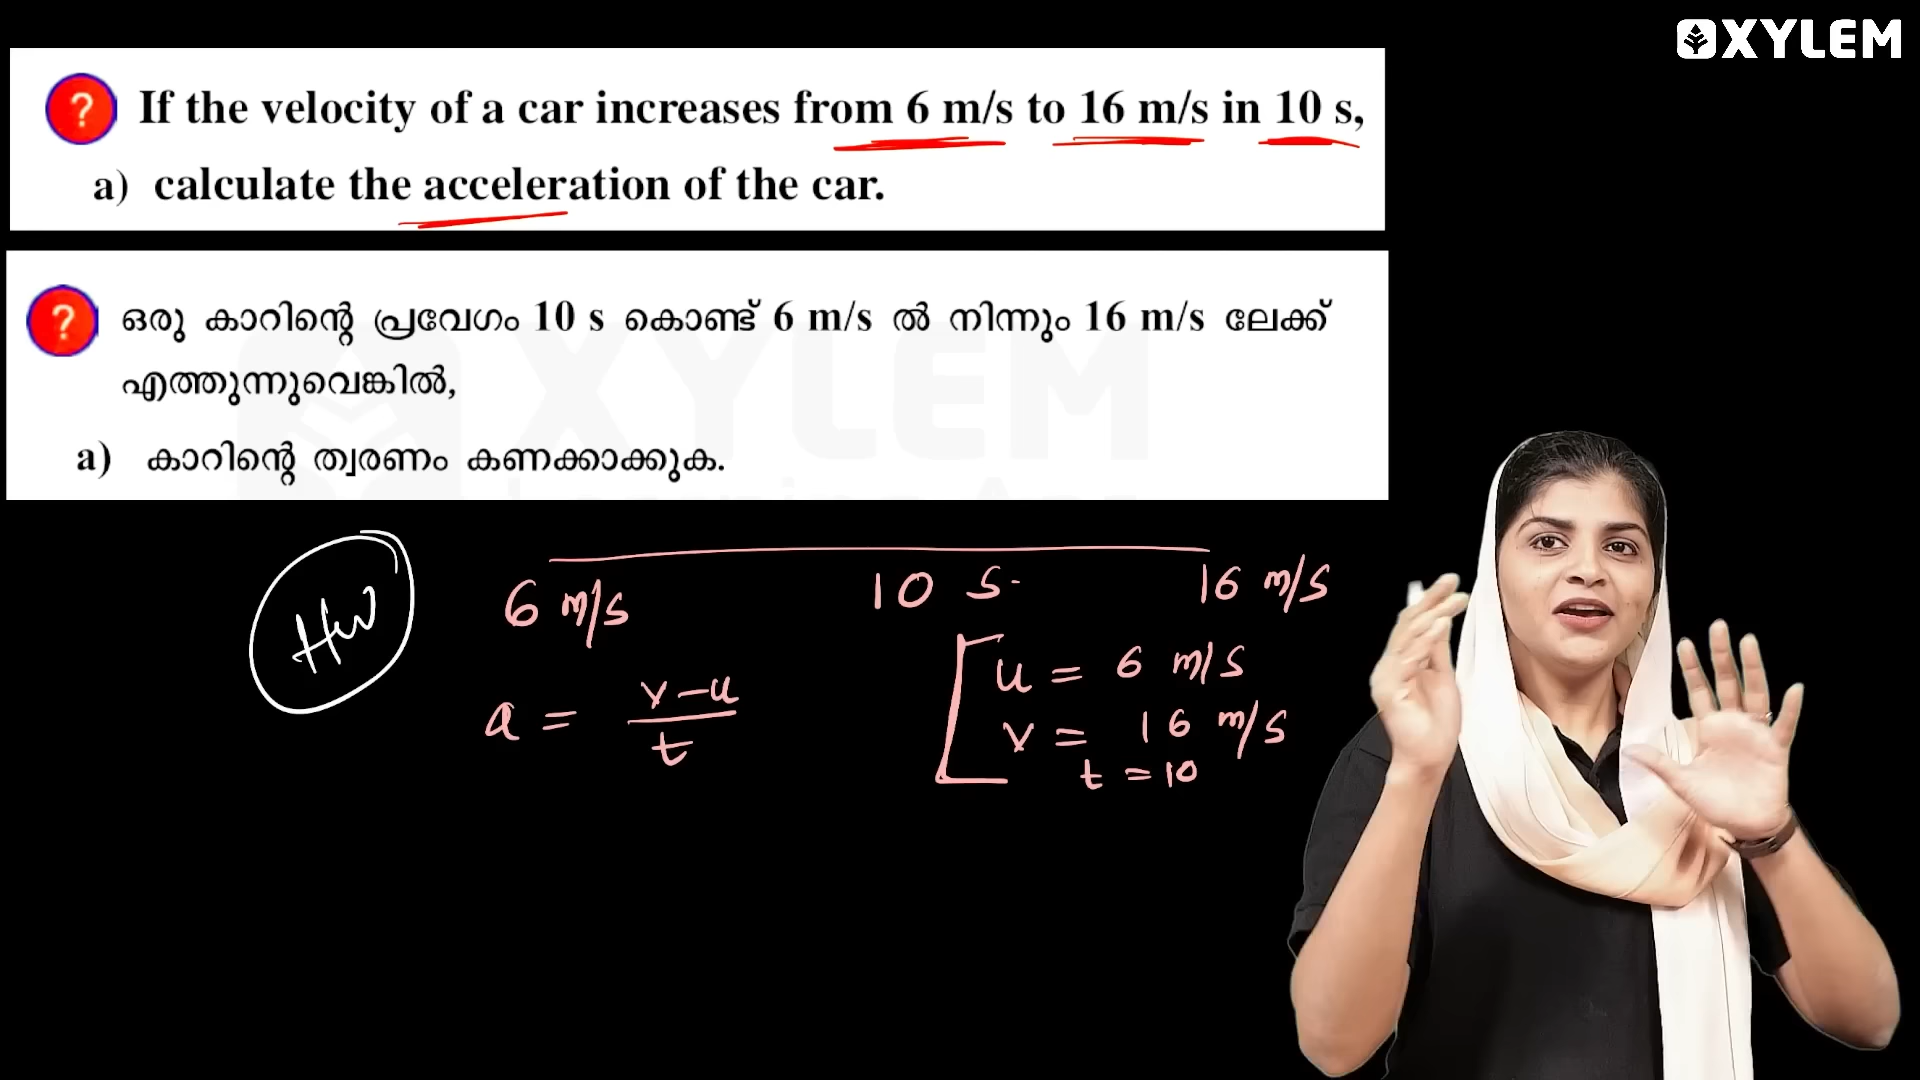 XYLEM
? If the velocity of a car increases from 6 m/s to 16 m/s in 10 s,
a) calculate the acceleration of the car.
? ഒരു കാറിന്റെ പ്രവേഗം 10 s കൊണ്ട് 6 m/s ൽ നിന്നും 16 m/s ലേക്ക്
എത്തുന്നുവെങ്കിൽ,
a) കാറിന്റെ ത്വരണം കണക്കാക്കുക.
XYLEM
HW
6 m/s 10 s. 16 m/s
a = v-u
t
u = 6 m/s
v = 16 m/s
t = 10